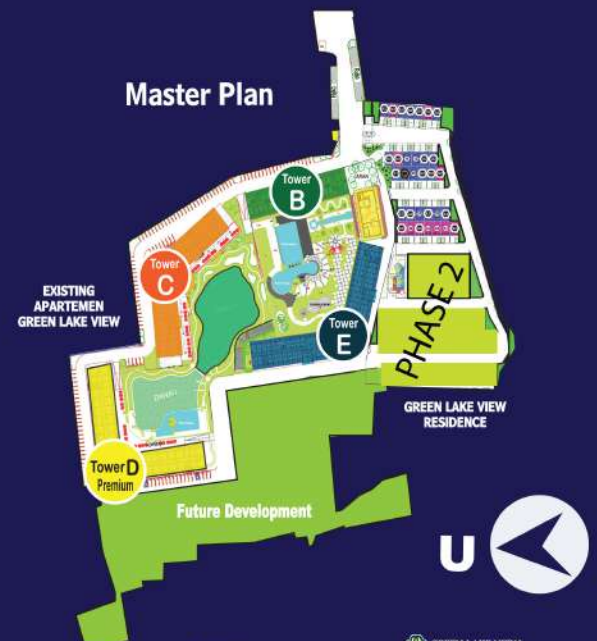 Master Plan
Tower
B
Tower
C
EXISTING
APARTEMEN
GREEN LAKE VIEW
PHASE 2
Tower
E
GREEN LAKE VIEW
RESIDENCE
Tower D
Premium
Future Development
U